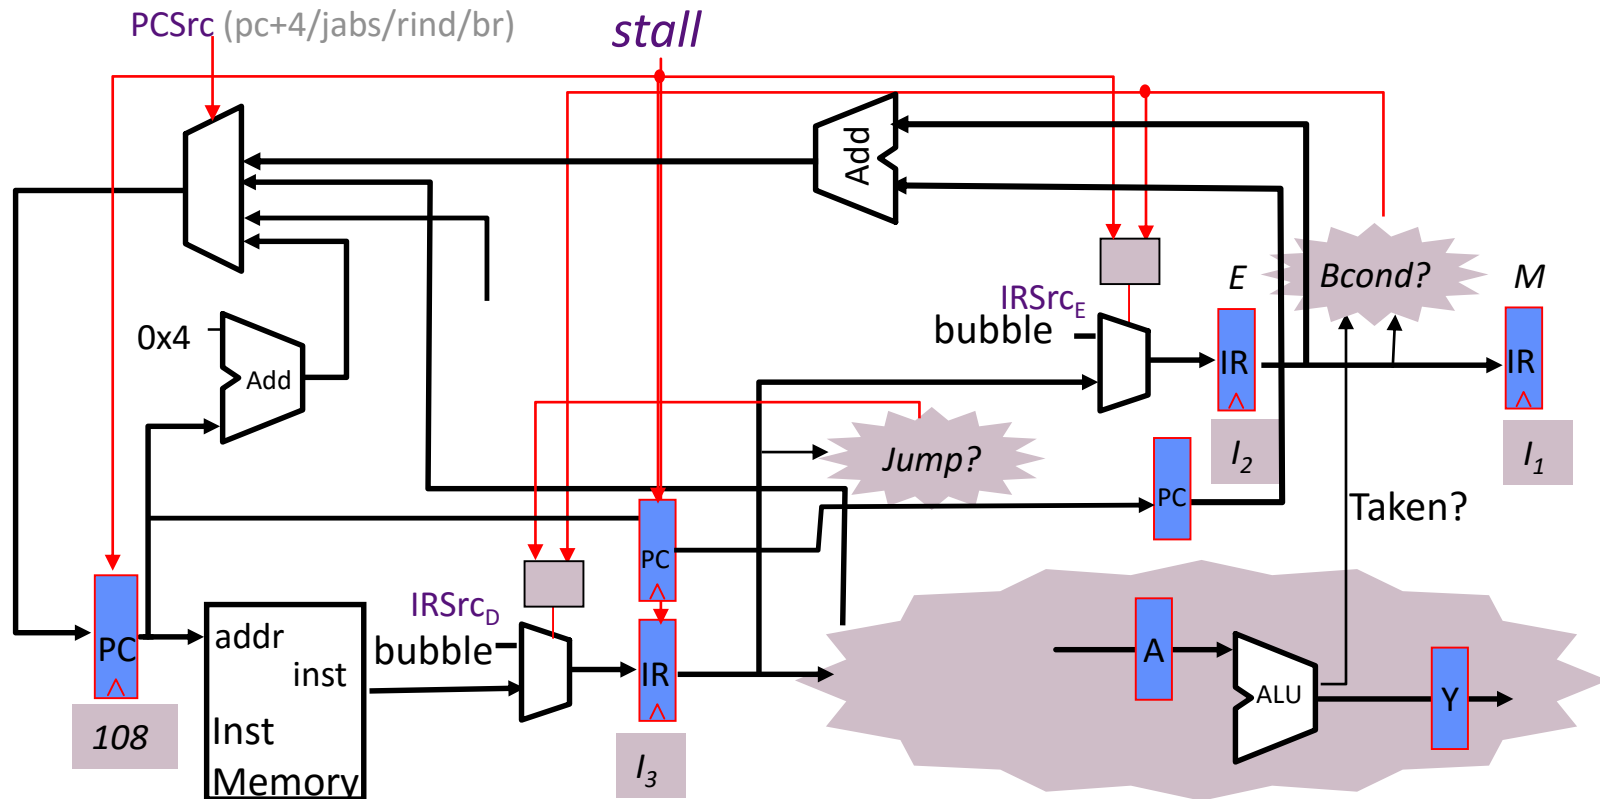 PCSrc (pc+4/jabs/rind/br)
stall
Add
Bcond?
E
M
IRSrcE
bubble
0x4
Add
IR
IR
Jump?
I2
I1
PC
Taken?
PC
IRSrcD
bubble
addr
inst
Inst
Memory
PC
IR
A
ALU
Y
108
I3